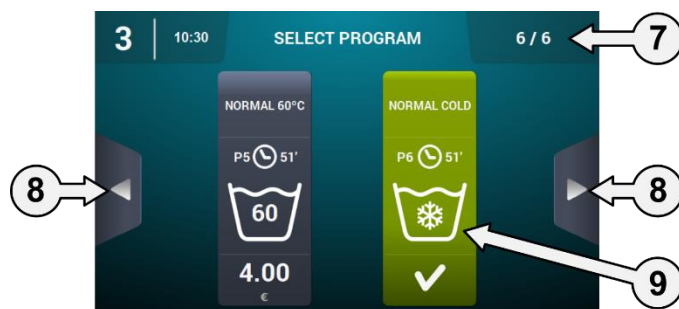 3 10:30 SELECT PROGRAM 6 / 6
7
NORMAL 60ºC
NORMAL COLD
P5 51'
P6 51'
8
8
60
4.00
€
9